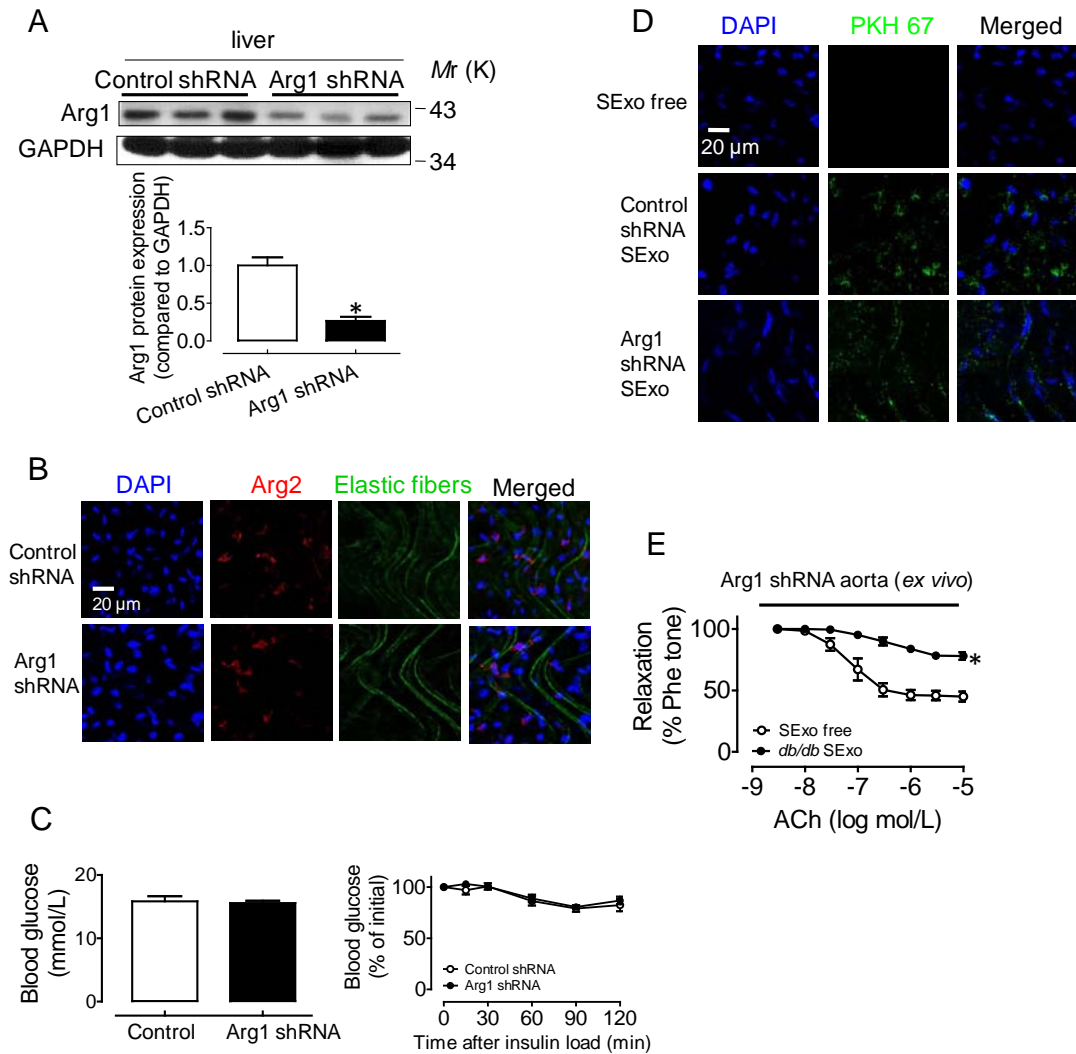 A
liver
Control shRNA Arg1 shRNA
Mr (K)
Arg1
43
GAPDH
34
Arg1 protein expression
(compared to GAPDH)
1.5
1.0
0.5
0.0
*
Control shRNA
Arg1 shRNA
B
DAPI Arg2 Elastic fibers Merged
Control
shRNA
20 µm
Arg1
shRNA
C
Blood glucose
(mmol/L)
20
10
0
Control Arg1 shRNA
Blood glucose
(% of initial)
100
50
0
Control shRNA
Arg1 shRNA
0 30 60 90 120
Time after insulin load (min)
D
DAPI PKH 67 Merged
SExo free
20 µm
Control
shRNA
SExo
Arg1
shRNA
SExo
E
Arg1 shRNA aorta (ex vivo)
Relaxation
(% Phe tone)
100
50
0
*
SExo free
db/db SExo
-9 -8 -7 -6 -5
ACh (log mol/L)